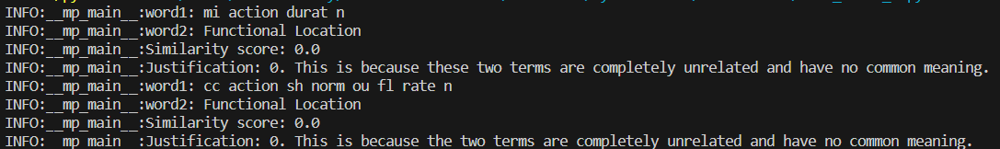 INFO:__mp_main__:word1: mi action durat n
INFO:__mp_main__:word2: Functional Location
INFO:__mp_main__:Similarity score: 0.0
INFO:__mp_main__:Justification: 0. This is because these two terms are completely unrelated and have no common meaning.
INFO:__mp_main__:word1: cc action sh norm ou fl rate n
INFO:__mp_main__:word2: Functional Location
INFO:__mp_main__:Similarity score: 0.0
INFO:__mp_main__:Justification: 0. This is because the two terms are completely unrelated and have no common meaning.